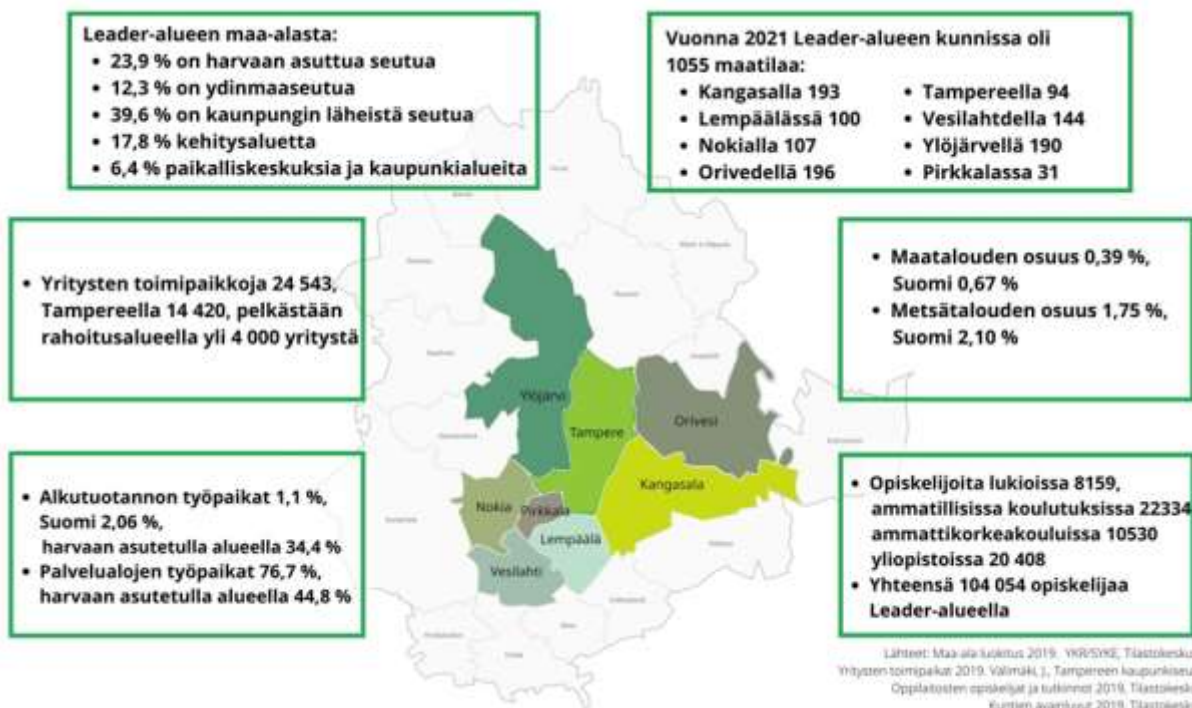 Leader-alueen maa-alasta:
• 23,9 % on harvaan asuttua seutua
• 12,3 % on ydinmaaseutua
• 39,6 % on kaunpungin läheistä seutua
• 17,8 % kehitysaluetta
• 6,4 % paikalliskeskuksia ja kaupunkialueita
Vuonna 2021 Leader-alueen kunnissa oli
1055 maatilaa:
• Kangasalla 193
• Lempäälässä 100
• Nokialla 107
• Orivedellä 196
• Tampereella 94
• Vesilahtdella 144
• Ylöjärvellä 190
• Pirkkalassa 31
• Yritysten toimipaikkoja 24 543,
Tampereella 14 420, pelkästään
rahoitusalueella yli 4 000 yritystä
• Maatalouden osuus 0,39 %,
Suomi 0,67 %
• Metsätalouden osuus 1,75 %,
Suomi 2,10 %
Ylöjärvi
Tampere
Orivesi
Kangasala
Nokia
Pirkkala
Lempäälä
Vesilahti
• Alkutuotannon työpaikat 1,1 %,
Suomi 2,06 %,
harvaan asutetulla alueella 34,4 %
• Palvelualojen työpaikat 76,7 %,
harvaan asutetulla alueella 44,8 %
• Opiskelijoita lukioissa 8159,
ammatillisissa koulutuksissa 22334
ammattikorkeakouluissa 10530
yliopistoissa 20 408
• Yhteensä 104 054 opiskelijaa
Leader-alueella
Lähteet: Maa-ala luokitus 2019. YKR/SYKE, Tilastokesku
Yritysten toimipaikat 2019. Välimäki, J., Tampereen kaupunkiseu
Oppilaitosten opiskelijat ja tutkinnot 2019. Tilastokesk
Kuntien avainluvut 2019. Tilastokesk